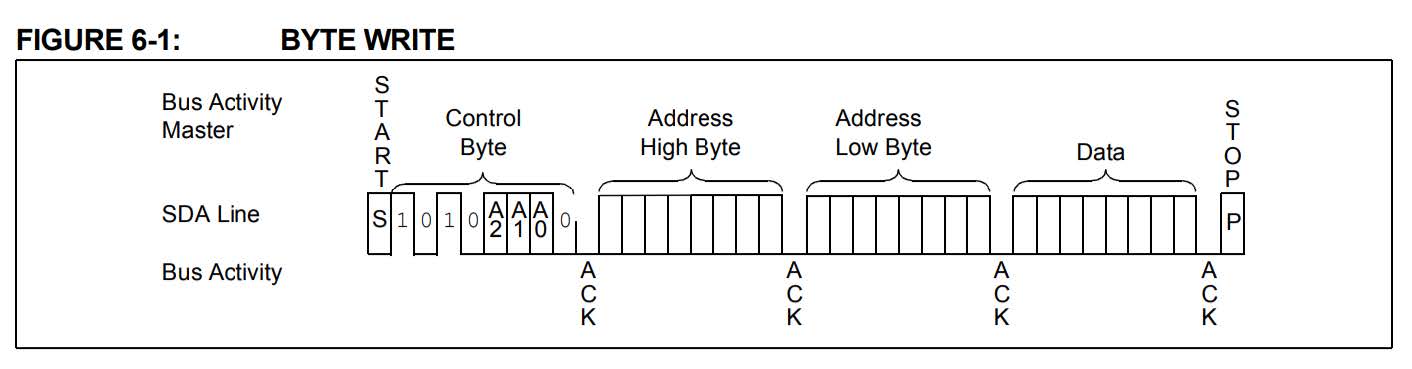 FIGURE 6-1: BYTE WRITE
Bus Activity
Master
START
Control
Byte
Address
High Byte
Address
Low Byte
Data
STOP
SDA Line
S 1 0 1 0 A2 A1 A0 0 P
Bus Activity
ACK ACK ACK ACK